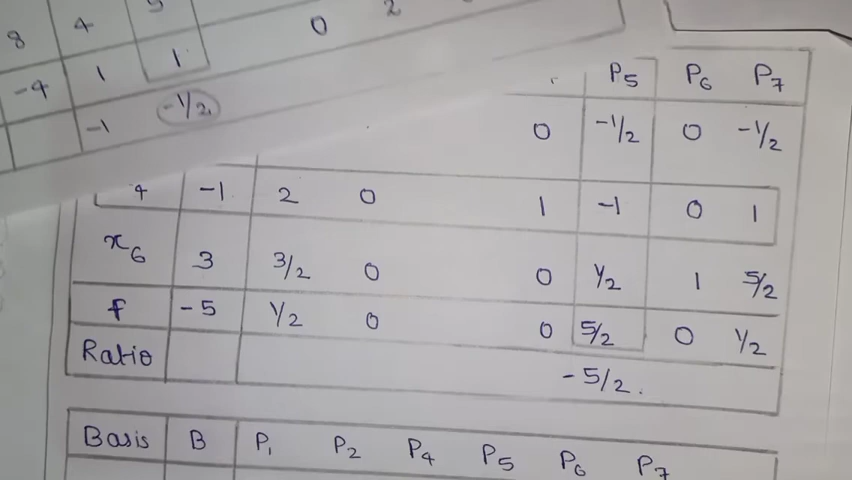 8 4 5 0 2
-4 1 1
-1 -1/2
P5 P6 P7
0 -1/2 0 -1/2
4 -1 2 0 1 -1 0 1
x6 3 3/2 0 0 1/2 1 5/2
f -5 1/2 0 0 5/2 0 1/2
Ratio -5/2.
Basis B P1 P2 P4 P5 P6 P7